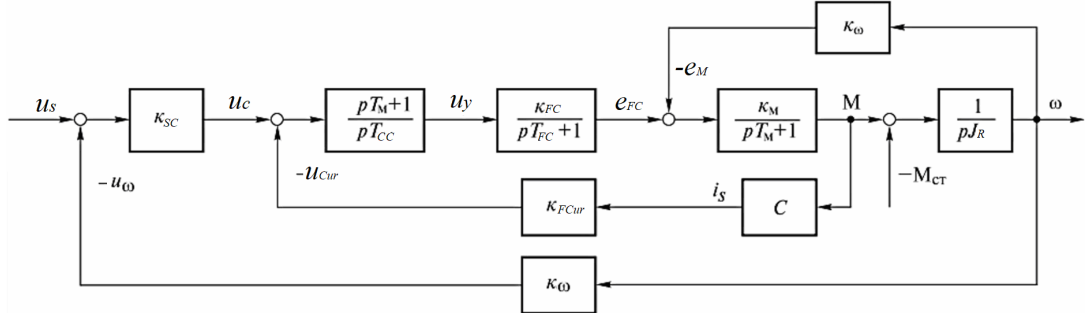 κω
-eM
us
κSC
uc
pTM+1
pTCC
uy
κFC
pTFC+1
eFC
κM
pTM+1
M
1
pJR
ω
-uω
-uCur
κFCur
iS
C
−Mст
κω